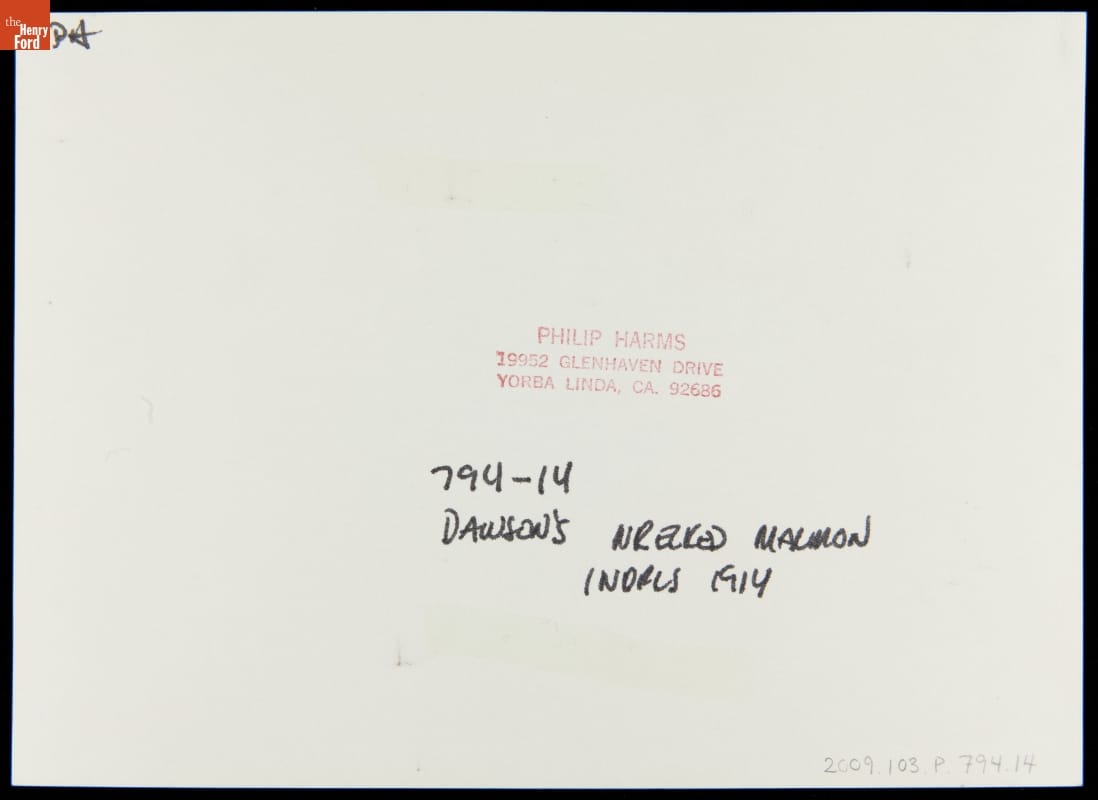 the
Henry
Ford
PH
PHILIP HARMS
19952 GLENHAVEN DRIVE
YORBA LINDA, CA. 92686
794-14
DAWSON'S WRECKED MARMON
INDPLS 1914
2009.103.P.794.14